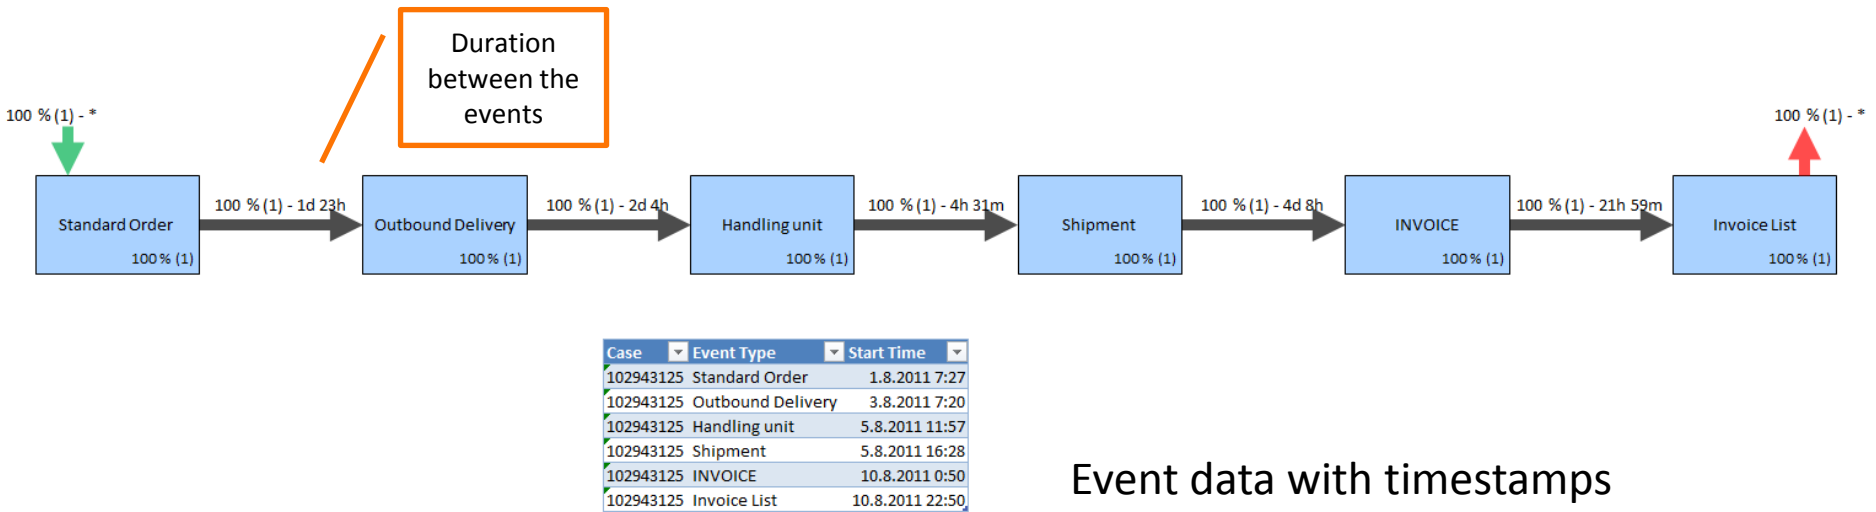 Duration
between the
events
100 % (1) - *
100 % (1) - *
100 % (1) - 1d 23h
100 % (1) - 2d 4h
100 % (1) - 4h 31m
100 % (1) - 4d 8h
100 % (1) - 21h 59m
Standard Order
Outbound Delivery
Handling unit
Shipment
INVOICE
Invoice List
100 % (1)
100 % (1)
100 % (1)
100 % (1)
100 % (1)
100 % (1)
Case Event Type Start Time
102943125 Standard Order 1.8.2011 7:27
102943125 Outbound Delivery 3.8.2011 7:20
102943125 Handling unit 5.8.2011 11:57
102943125 Shipment 5.8.2011 16:28
102943125 INVOICE 10.8.2011 0:50
102943125 Invoice List 10.8.2011 22:50
Event data with timestamps